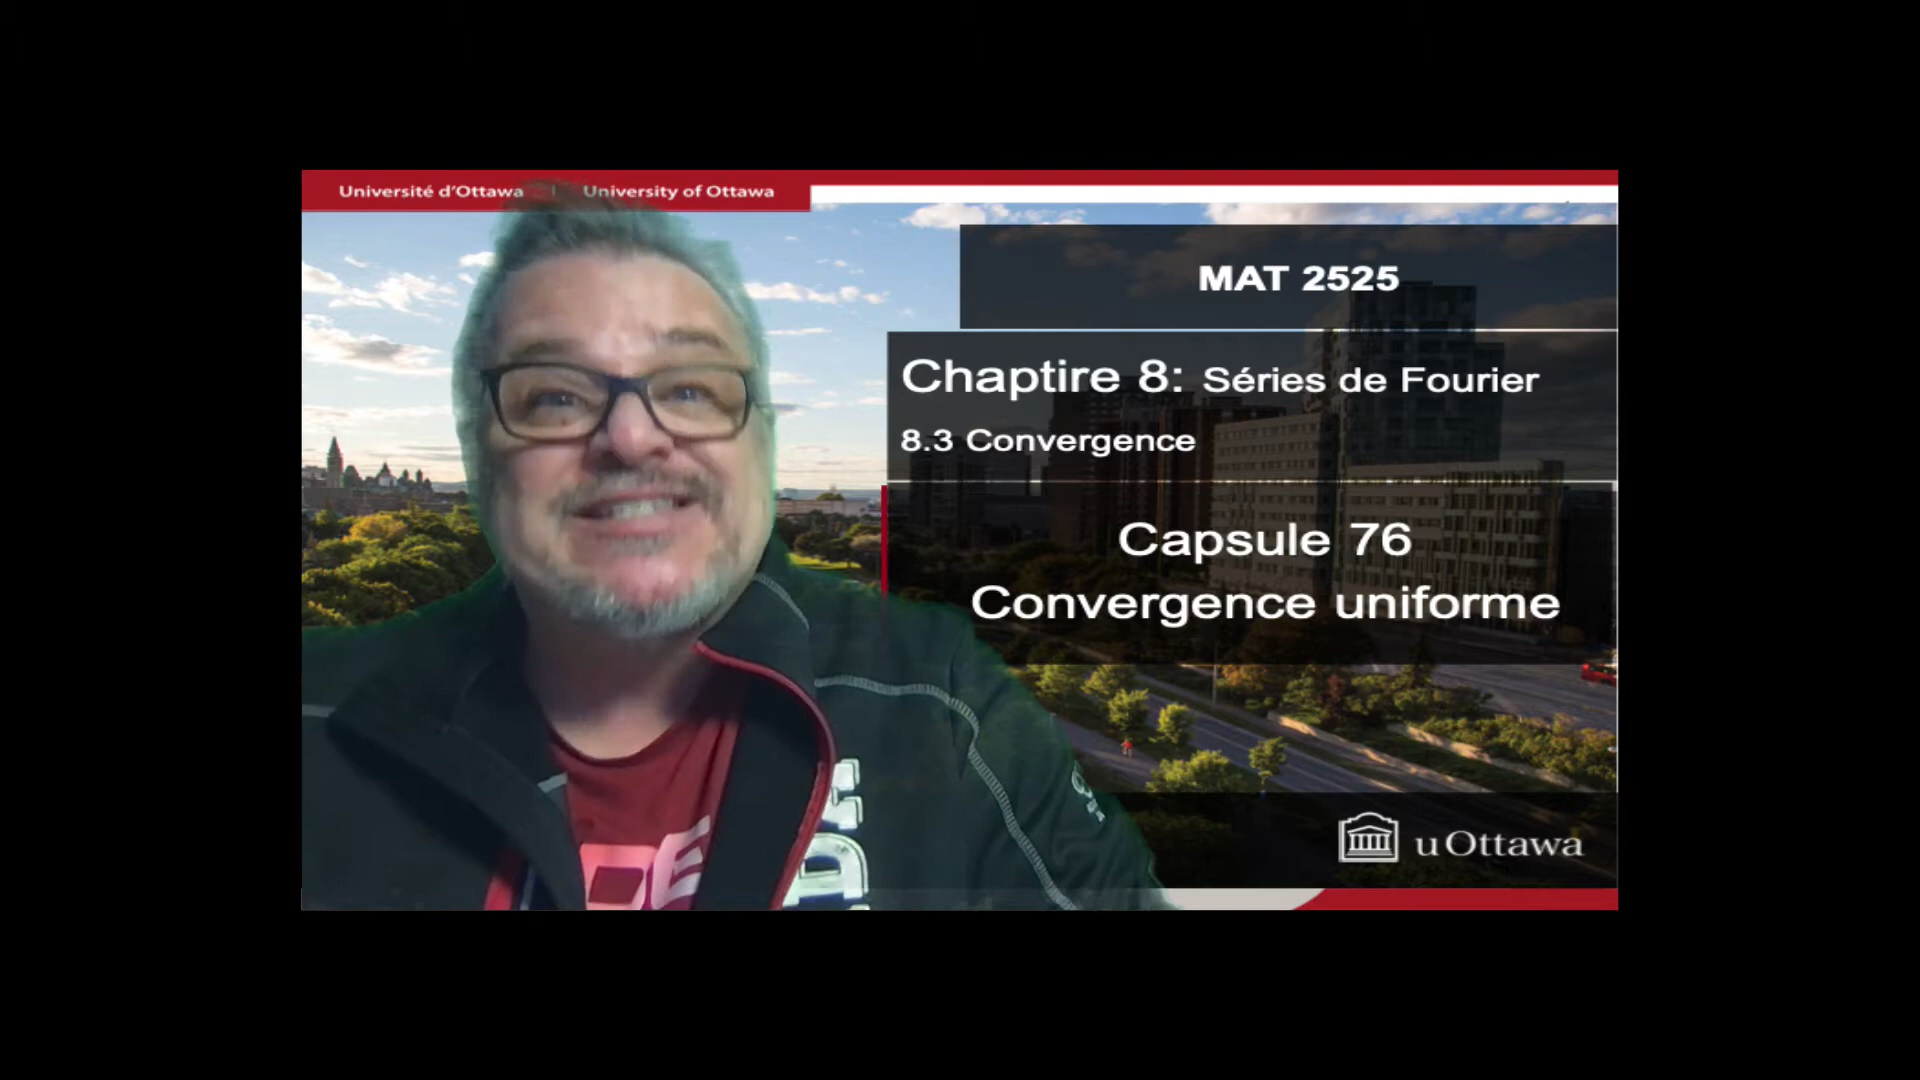 Université d'Ottawa | University of Ottawa
MAT 2525
Chaptire 8: Séries de Fourier
8.3 Convergence
Capsule 76
Convergence uniforme
uOttawa